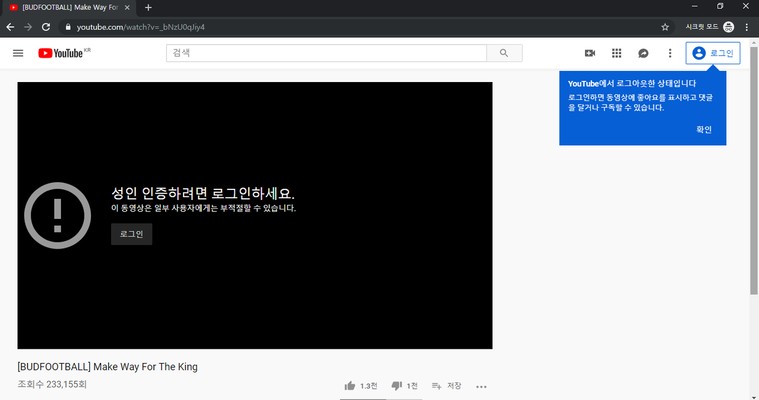 [BUDFOOTBALL] Make Way For
youtube.com/watch?v=_bNzU0qJiy4
시크릿 모드
YouTube KR
검색
로그인
YouTube에서 로그아웃한 상태입니다
로그인하면 동영상에 좋아요를 표시하고 댓글
을 달거나 구독할 수 있습니다.
확인
성인 인증하려면 로그인하세요.
이 동영상은 일부 사용자에게는 부적절할 수 있습니다.
로그인
[BUDFOOTBALL] Make Way For The King
조회수 233,155회
1.3천
1천
저장